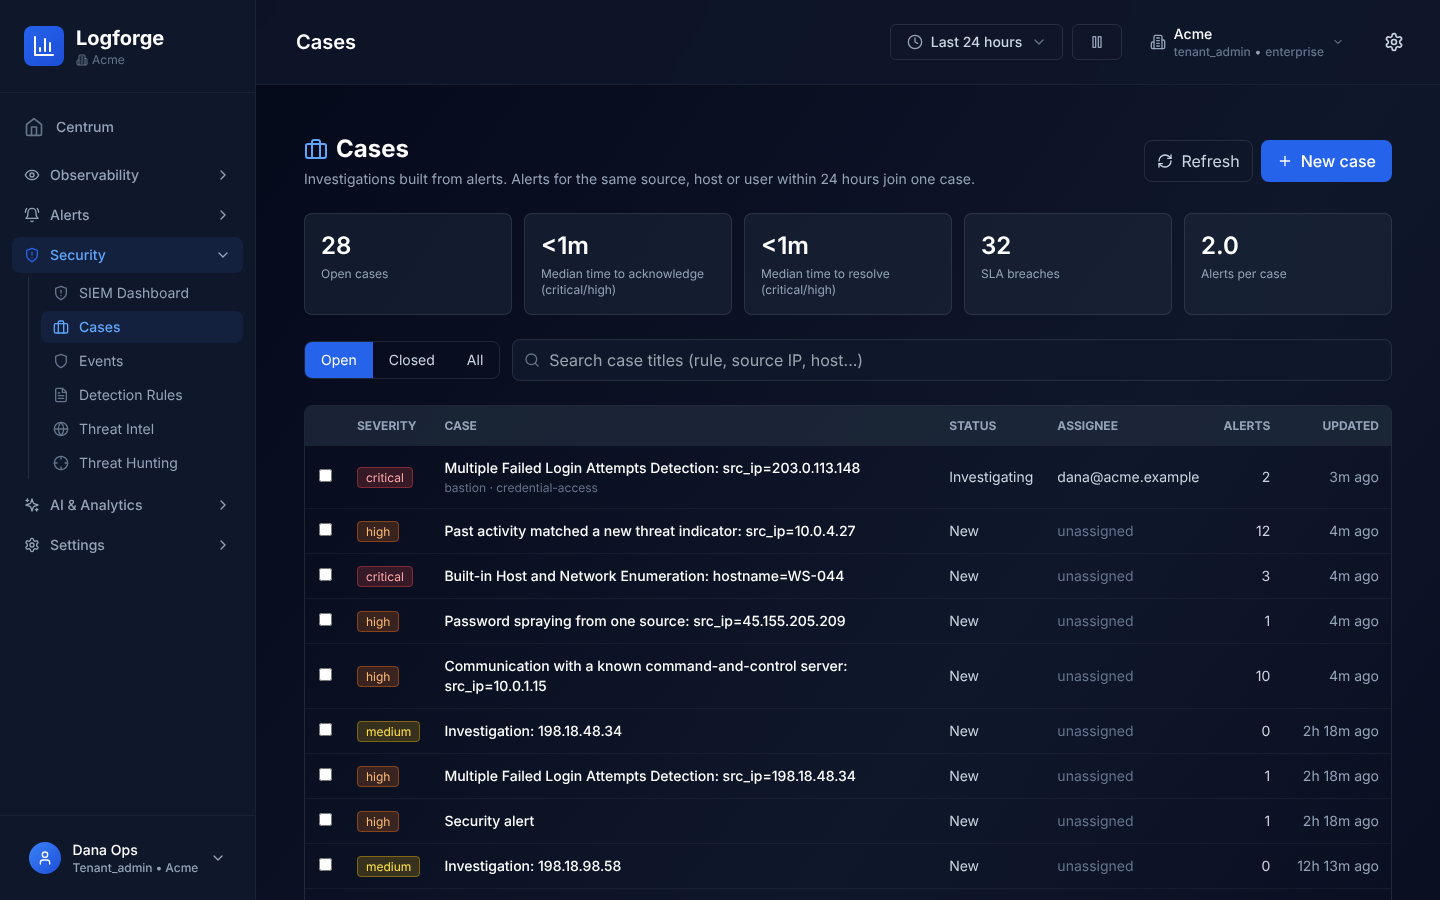 Logforge
Acme
Centrum
Observability
Alerts
Security
SIEM Dashboard
Cases
Events
Detection Rules
Threat Intel
Threat Hunting
AI & Analytics
Settings
Dana Ops
Tenant_admin • Acme
Cases
Last 24 hours
Acme
tenant_admin • enterprise
Cases
Investigations built from alerts. Alerts for the same source, host or user within 24 hours join one case.
Refresh
New case
28
Open cases
<1m
Median time to acknowledge
(critical/high)
<1m
Median time to resolve
(critical/high)
32
SLA breaches
2.0
Alerts per case
Open Closed All
Search case titles (rule, source IP, host...)
SEVERITY CASE STATUS ASSIGNEE ALERTS UPDATED
critical Multiple Failed Login Attempts Detection: src_ip=203.0.113.148 Investigating dana@acme.example 2 3m ago
bastion · credential-access
high Past activity matched a new threat indicator: src_ip=10.0.4.27 New unassigned 12 4m ago
critical Built-in Host and Network Enumeration: hostname=WS-044 New unassigned 3 4m ago
high Password spraying from one source: src_ip=45.155.205.209 New unassigned 1 4m ago
high Communication with a known command-and-control server: New unassigned 10 4m ago
src_ip=10.0.1.15
medium Investigation: 198.18.48.34 New unassigned 0 2h 18m ago
high Multiple Failed Login Attempts Detection: src_ip=198.18.48.34 New unassigned 1 2h 18m ago
high Security alert New unassigned 1 2h 18m ago
medium Investigation: 198.18.98.58 New unassigned 0 12h 13m ago